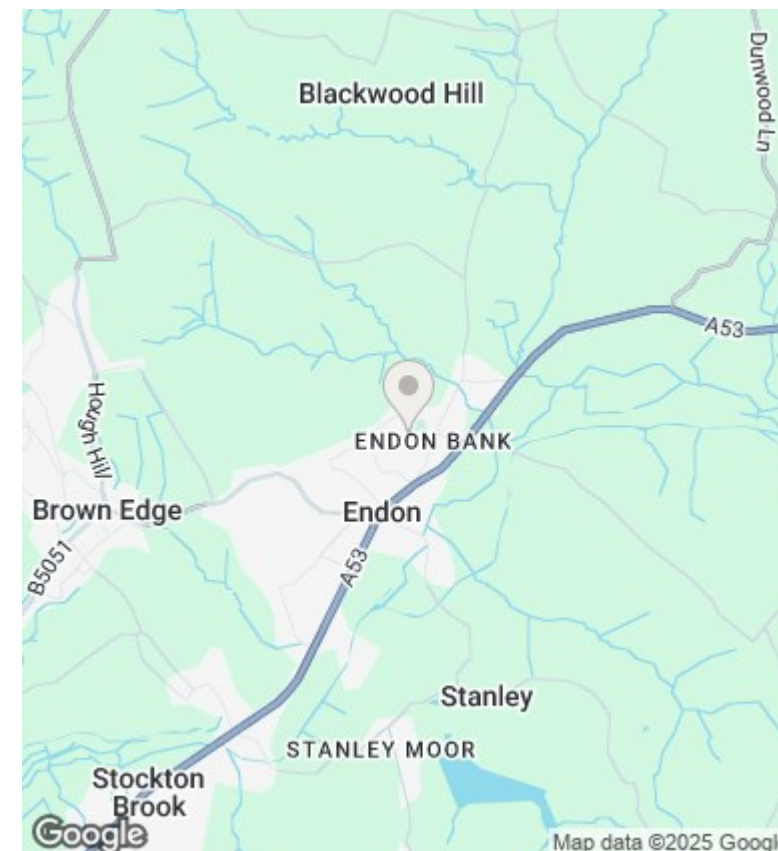 Blackwood Hill
Dunwood Ln
A53
ENDON BANK
Hough Hill
Brown Edge
Endon
B5051
A53
Stanley
STANLEY MOOR
Stockton
Brook
Google
Map data ©2025 Googl